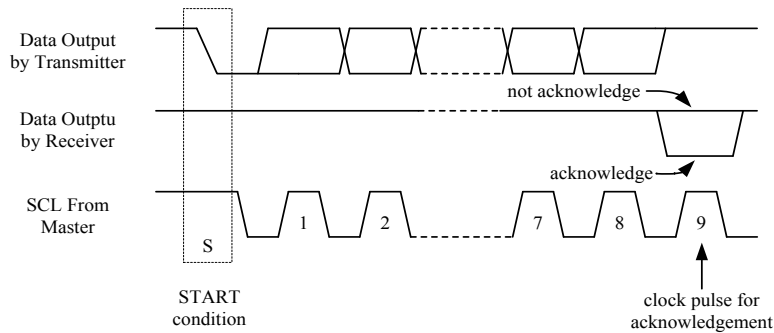 Data Output
by Transmitter
not acknowledge
Data Outptu
by Receiver
acknowledge
SCL From
Master
1
2
7
8
9
S
START
condition
clock pulse for
acknowledgement